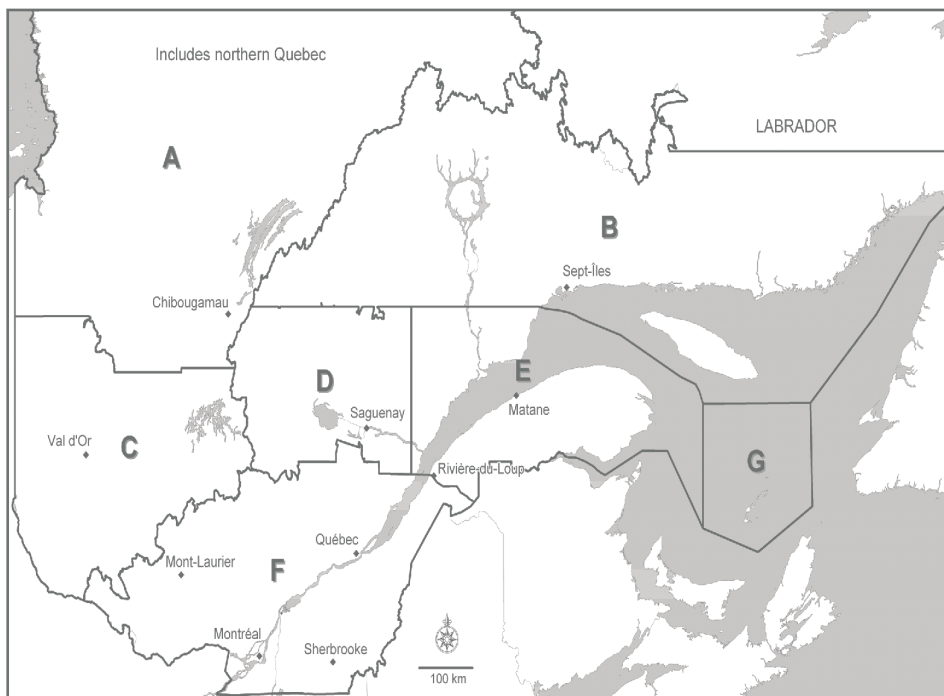 Includes northern Quebec
LABRADOR
A
B
Sept-Îles
Chibougamau
D
E
Matane
Saguenay
Val d'Or
C
G
Rivière-du-Loup
Québec
Mont-Laurier
F
Montréal
Sherbrooke
100 km